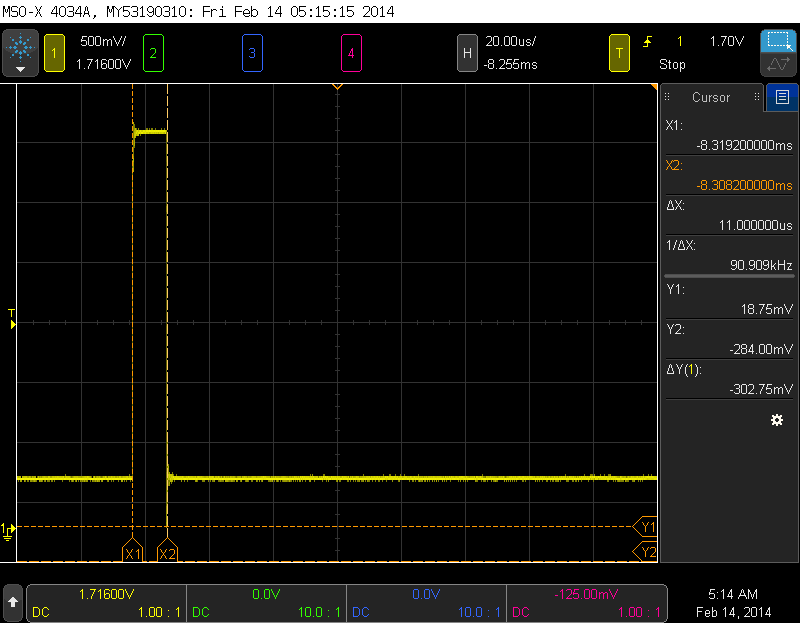 MSO-X 4034A, MY53190310: Fri Feb 14 05:15:15 2014
1 500mV/ 1.71600V 2 3 4 H 20.00us/ -8.255ms T 1 1.70V Stop
Cursor
X1:
-8.319200000ms
X2:
-8.308200000ms
ΔX:
11.000000us
1/ΔX:
90.909kHz
Y1:
18.75mV
Y2:
-284.00mV
ΔY(1):
-302.75mV
T
1
Y1
X1 X2 Y2
1.71600V 0.0V 0.0V -125.00mV 5:14 AM
DC 1.00 : 1 DC 10.0 : 1 DC 10.0 : 1 DC 1.00 : 1 Feb 14, 2014